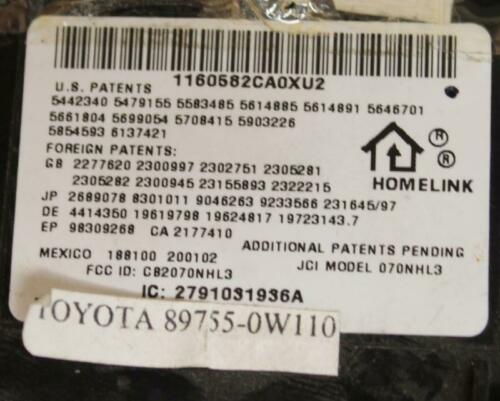 1160582CA0XU2
U.S. PATENTS
5442340 5479155 5583485 5614885 5614891 5646701
5661804 5699054 5708415 5903226
5854593 6137421
FOREIGN PATENTS:
GB 2277620 2300997 2302751 2305281
2305282 2300945 23155893 2322215
JP 2689078 8301011 9046263 9233566 231645/97
DE 4414350 19619798 19624817 19723143.7
EP 98309268 CA 2177410
HOMELINK
ADDITIONAL PATENTS PENDING
MEXICO 188100 200102
FCC ID: CB2070NHL3
JCI MODEL 070NHL3
IC: 2791031936A
TOYOTA 89755-0W110